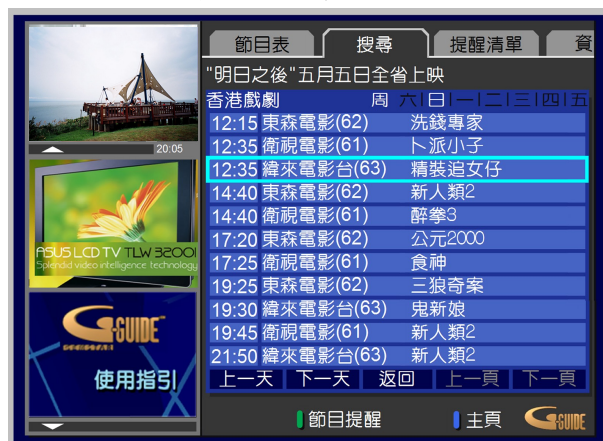 節目表 搜尋 提醒清單 資
"明日之後"五月五日全省上映
香港戲劇 周 六|日|一|二|三|四|五
12:15 東森電影(62) 洗錢專家
12:35 衛視電影(61) 卜派小子
12:35 緯來電影台(63) 精裝追女仔
14:40 東森電影(62) 新人類2
14:40 衛視電影(61) 醉拳3
17:20 東森電影(62) 公元2000
17:25 衛視電影(61) 食神
19:25 東森電影(62) 三狼奇案
19:30 緯來電影台(63) 鬼新娘
19:45 衛視電影(61) 新人類2
21:50 緯來電影台(63) 新人類2
上一天 下一天 返回 上一頁 下一頁
節目提醒 主頁 G-GUIDE
20:05
ASUS LCD TV TLW 32001
Splendid video intelligence technology
G-GUIDE
使用指引